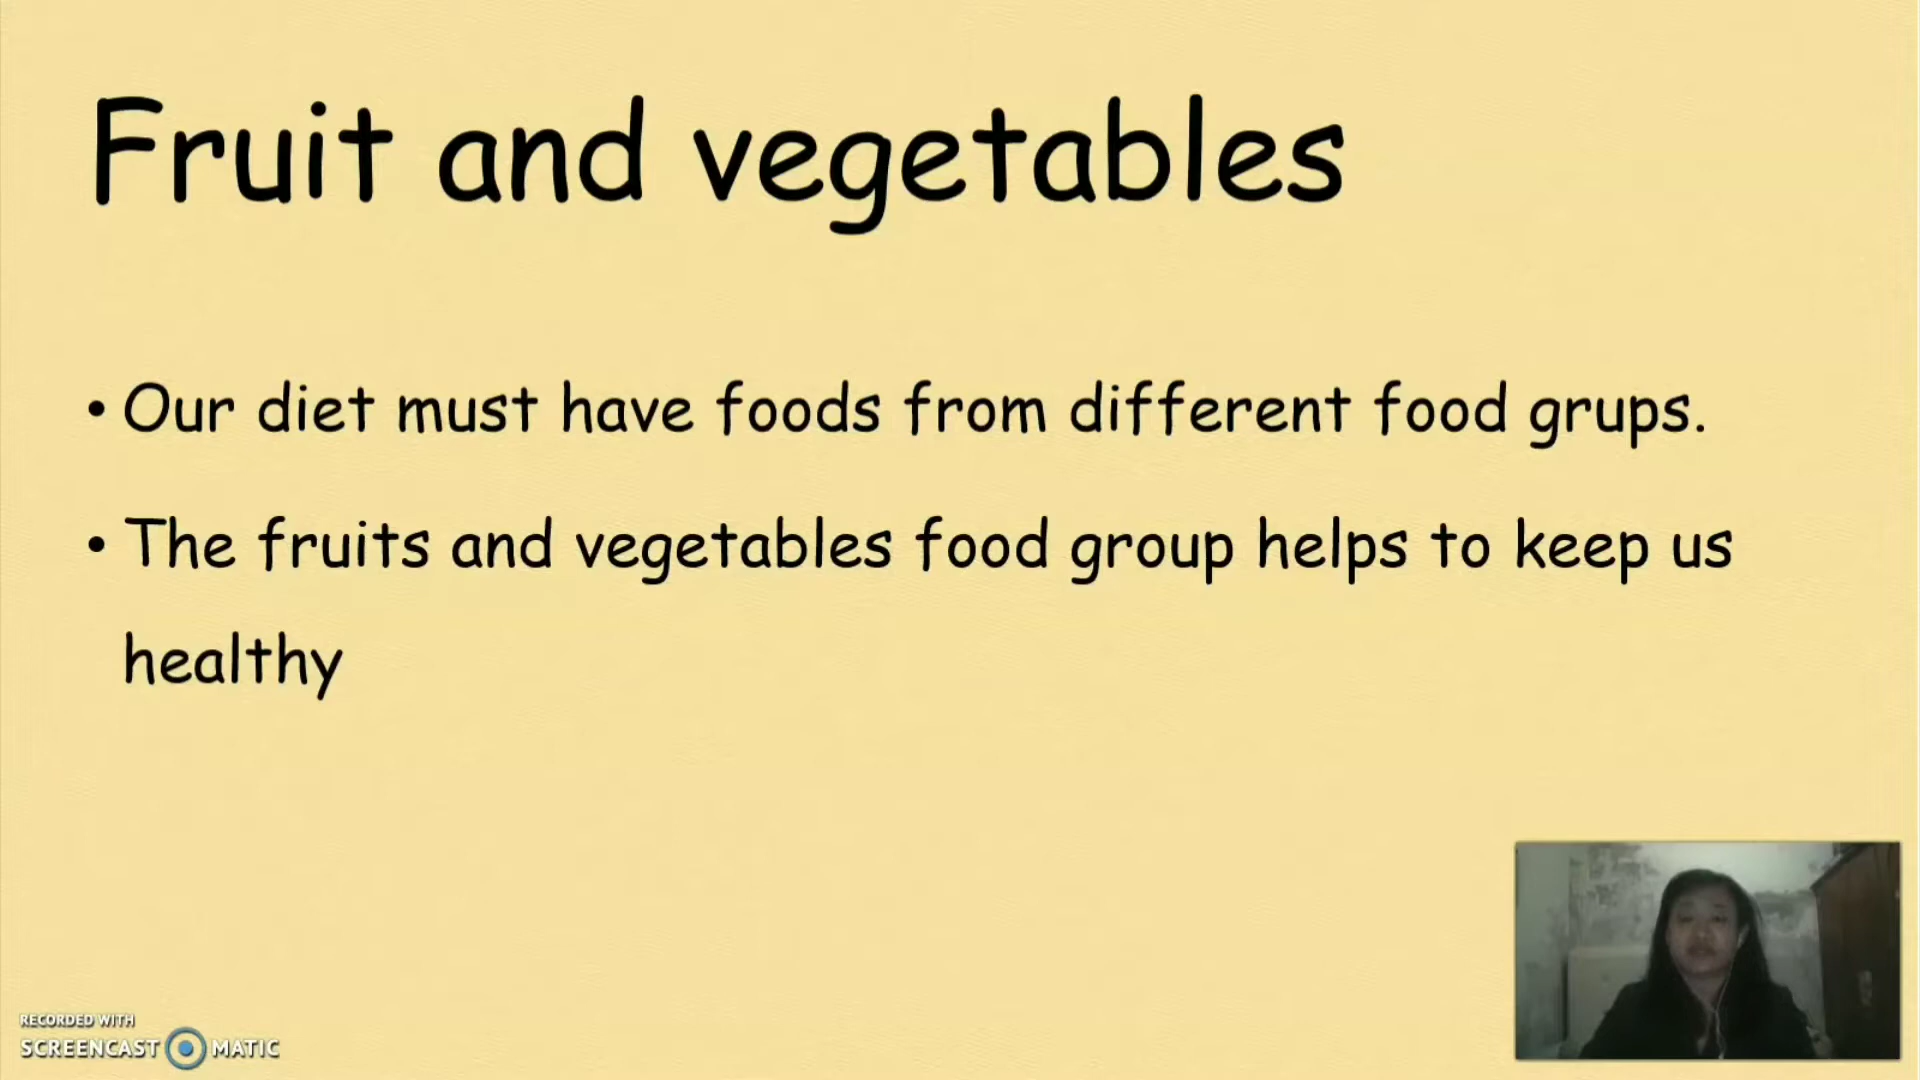 Fruit and vegetables
• Our diet must have foods from different food grups.
• The fruits and vegetables food group helps to keep us
healthy
RECORDED WITH
SCREENCAST MATIC